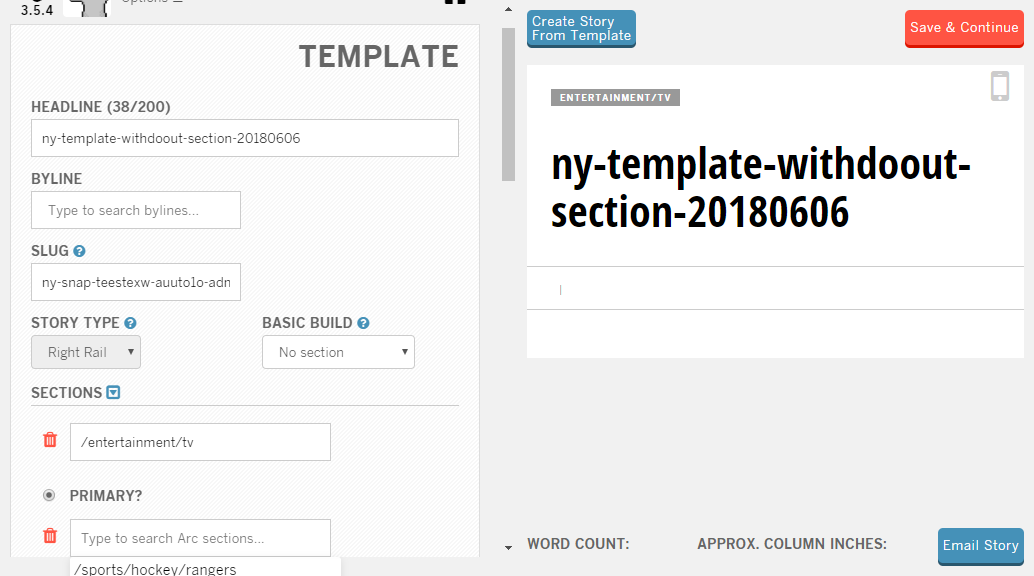 3.5.4
Options
TEMPLATE
HEADLINE (38/200)
ny-template-withdoout-section-20180606
BYLINE
Type to search bylines...
SLUG
ny-snap-teestexw-auuto1o-adn
STORY TYPE
BASIC BUILD
Right Rail
No section
SECTIONS
/entertainment/tv
PRIMARY?
Type to search Arc sections...
/sports/hockey/rangers
Create Story
From Template
Save & Continue
ENTERTAINMENT/TV
ny-template-withdoout-
section-20180606
WORD COUNT:
APPROX. COLUMN INCHES:
Email Story